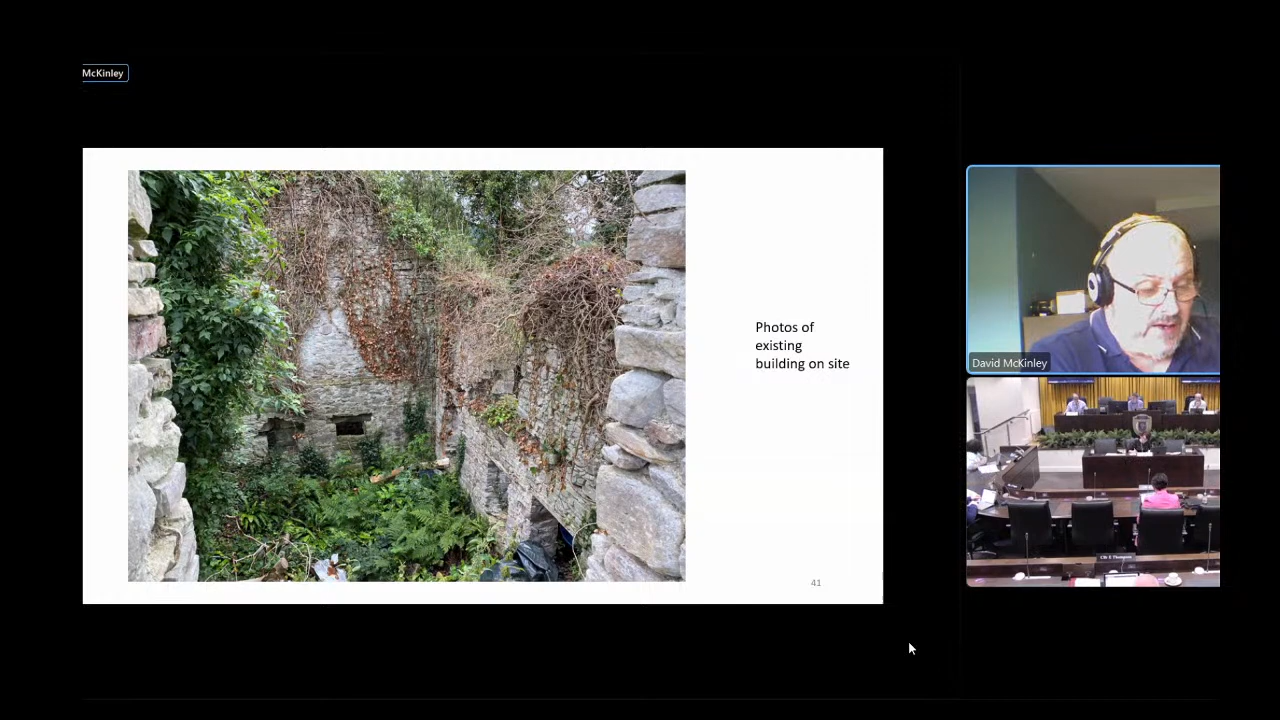 McKinley
Photos of
existing
building on site
41
David McKinley